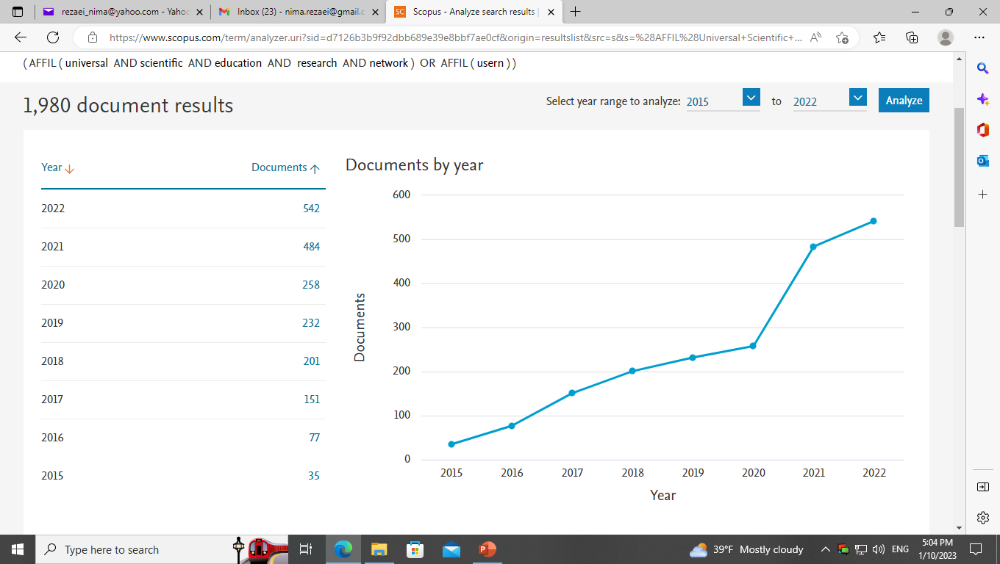 rezaei_nima@yahoo.com - Yahoo
Inbox (23) - nima.rezaei@gmail.c
SC Scopus - Analyze search results |
https://www.scopus.com/term/analyzer.uri?sid=d7126b3b9f92dbb689e39e8bbf7ae0cf&origin=resultslist&src=s&s=%28AFFIL%28Universal+Scientific+...
( AFFIL ( universal AND scientific AND education AND research AND network ) OR AFFIL ( usern ) )
1,980 document results
Select year range to analyze: 2015 to 2022 Analyze
Year Documents
2022 542
2021 484
2020 258
2019 232
2018 201
2017 151
2016 77
2015 35
Documents by year
600
500
400
300
200
100
0
Documents
2015 2016 2017 2018 2019 2020 2021 2022
Year
Type here to search
39°F Mostly cloudy
ENG
5:04 PM
1/10/2023